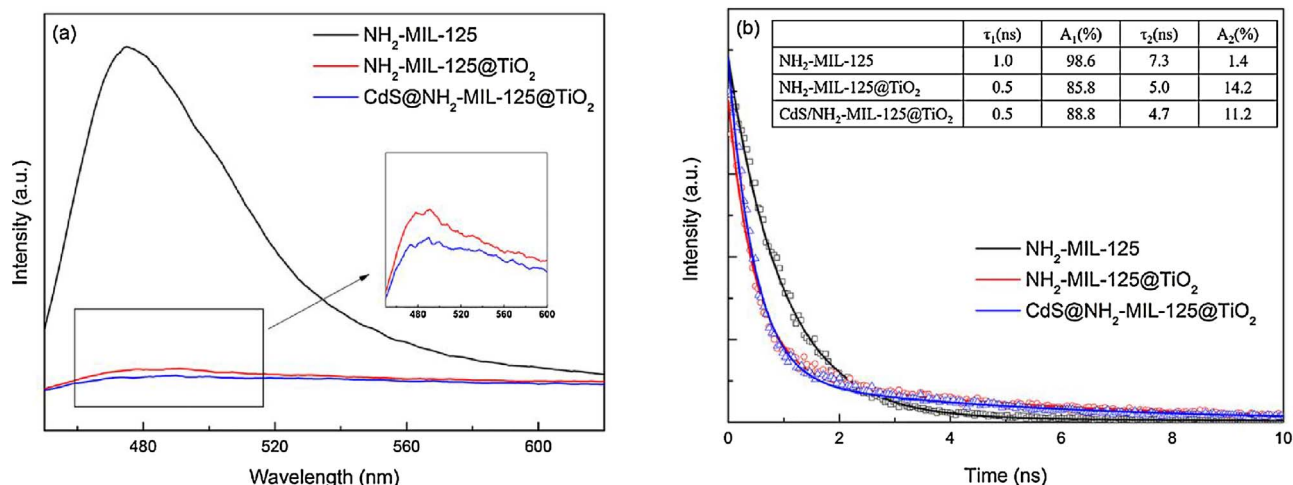 (a)
NH₂-MIL-125
NH₂-MIL-125@TiO₂
CdS@NH₂-MIL-125@TiO₂
Intensity (a.u.)
480 520 560 600
480 520 560 600
Wavelength (nm)
(b)
τ₁(ns) A₁(%) τ₂(ns) A₂(%)
NH₂-MIL-125 1.0 98.6 7.3 1.4
NH₂-MIL-125@TiO₂ 0.5 85.8 5.0 14.2
CdS/NH₂-MIL-125@TiO₂ 0.5 88.8 4.7 11.2
Intensity (a.u.)
NH₂-MIL-125
NH₂-MIL-125@TiO₂
CdS@NH₂-MIL-125@TiO₂
0 2 4 6 8 10
Time (ns)